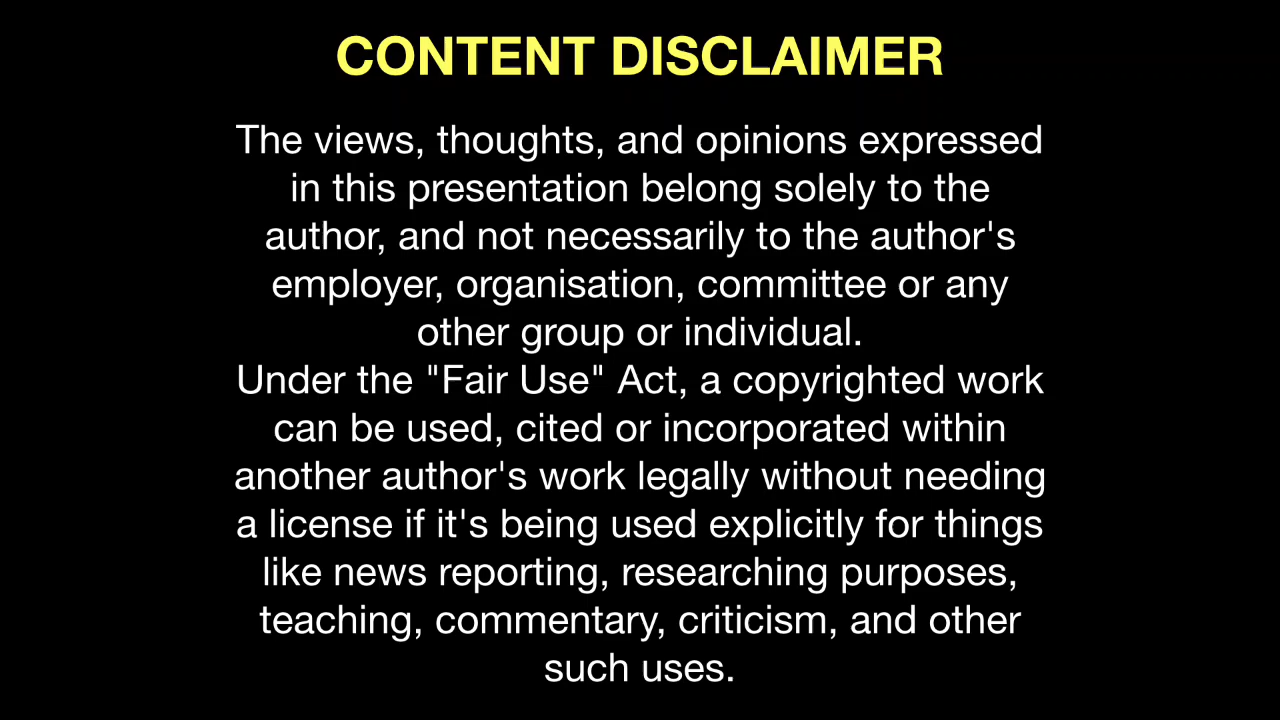 CONTENT DISCLAIMER
The views, thoughts, and opinions expressed
in this presentation belong solely to the
author, and not necessarily to the author's
employer, organisation, committee or any
other group or individual.
Under the "Fair Use" Act, a copyrighted work
can be used, cited or incorporated within
another author's work legally without needing
a license if it's being used explicitly for things
like news reporting, researching purposes,
teaching, commentary, criticism, and other
such uses.